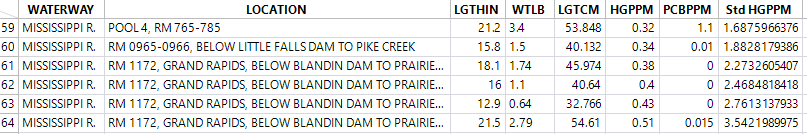 WATERWAY LOCATION LGTHIN WTLB LGTCM HGPPM PCBPPM Std HGPPM
59 MISSISSIPPI R. POOL 4, RM 765-785 21.2 3.4 53.848 0.32 1.1 1.6875966376
60 MISSISSIPPI R. RM 0965-0966, BELOW LITTLE FALLS DAM TO PIKE CREEK 15.8 1.5 40.132 0.34 0.01 1.8828179386
61 MISSISSIPPI R. RM 1172, GRAND RAPIDS, BELOW BLANDIN DAM TO PRAIRIE... 18.1 1.74 45.974 0.38 0 2.2732605407
62 MISSISSIPPI R. RM 1172, GRAND RAPIDS, BELOW BLANDIN DAM TO PRAIRIE... 16 1.1 40.64 0.4 0 2.4684818418
63 MISSISSIPPI R. RM 1172, GRAND RAPIDS, BELOW BLANDIN DAM TO PRAIRIE... 12.9 0.64 32.766 0.43 0 2.7613137933
64 MISSISSIPPI R. RM 1172, GRAND RAPIDS, BELOW BLANDIN DAM TO PRAIRIE... 21.5 2.79 54.61 0.51 0.015 3.5421989975